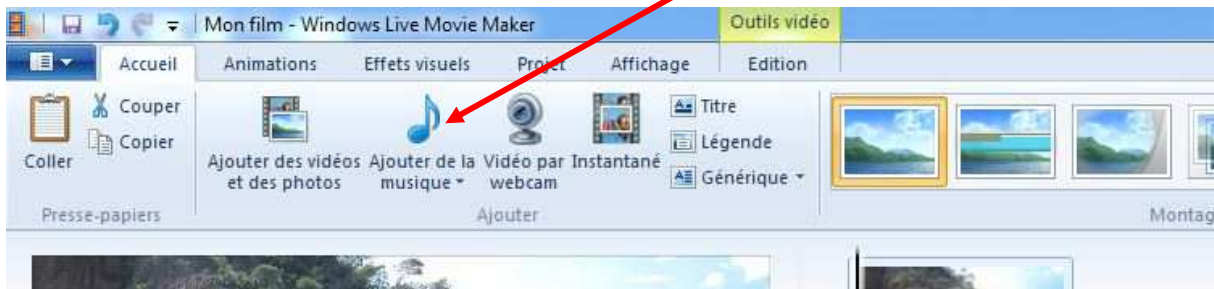 Mon film - Windows Live Movie Maker
Outils vidéo
Accueil Animations Effets visuels Projet Affichage Edition
Coller
Couper
Copier
Presse-papiers
Ajouter des vidéos
et des photos
Ajouter de la
musique
Vidéo par
webcam
Instantané
Titre
Légende
Générique
Ajouter
Montag